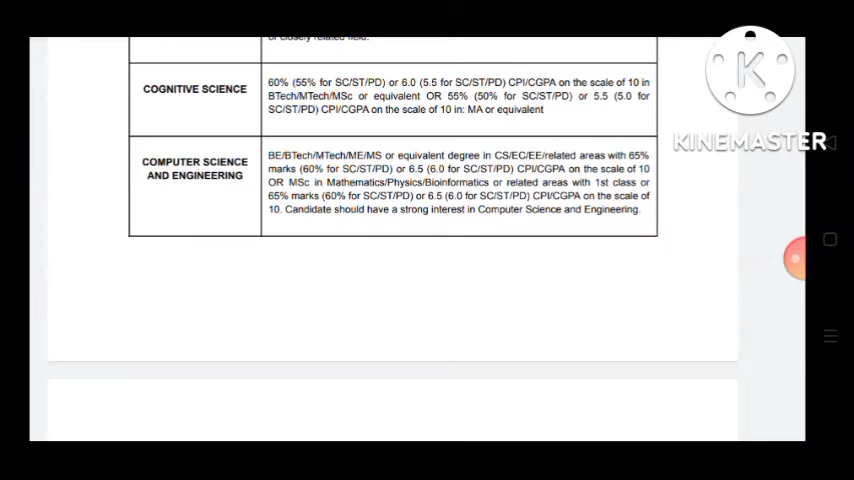 or closely related field.
COGNITIVE SCIENCE
60% (55% for SC/ST/PD) or 6.0 (5.5 for SC/ST/PD) CPI/CGPA on the scale of 10 in
BTech/MTech/MSc or equivalent OR 55% (50% for SC/ST/PD) or 5.5 (5.0 for
SC/ST/PD) CPI/CGPA on the scale of 10 in: MA or equivalent
COMPUTER SCIENCE
AND ENGINEERING
BE/BTech/MTech/ME/MS or equivalent degree in CS/EC/EE/related areas with 65%
marks (60% for SC/ST/PD) or 6.5 (6.0 for SC/ST/PD) CPI/CGPA on the scale of 10
OR MSc in Mathematics/Physics/Bioinformatics or related areas with 1st class or
65% marks (60% for SC/ST/PD) or 6.5 (6.0 for SC/ST/PD) CPI/CGPA on the scale of
10. Candidate should have a strong interest in Computer Science and Engineering.
K
KINEMASTER